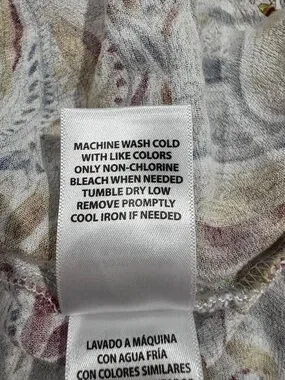 MACHINE WASH COLD
WITH LIKE COLORS
ONLY NON-CHLORINE
BLEACH WHEN NEEDED
TUMBLE DRY LOW
REMOVE PROMPTLY
COOL IRON IF NEEDED
LAVADO A MÁQUINA
CON AGUA FRÍA
CON COLORES SIMILARES